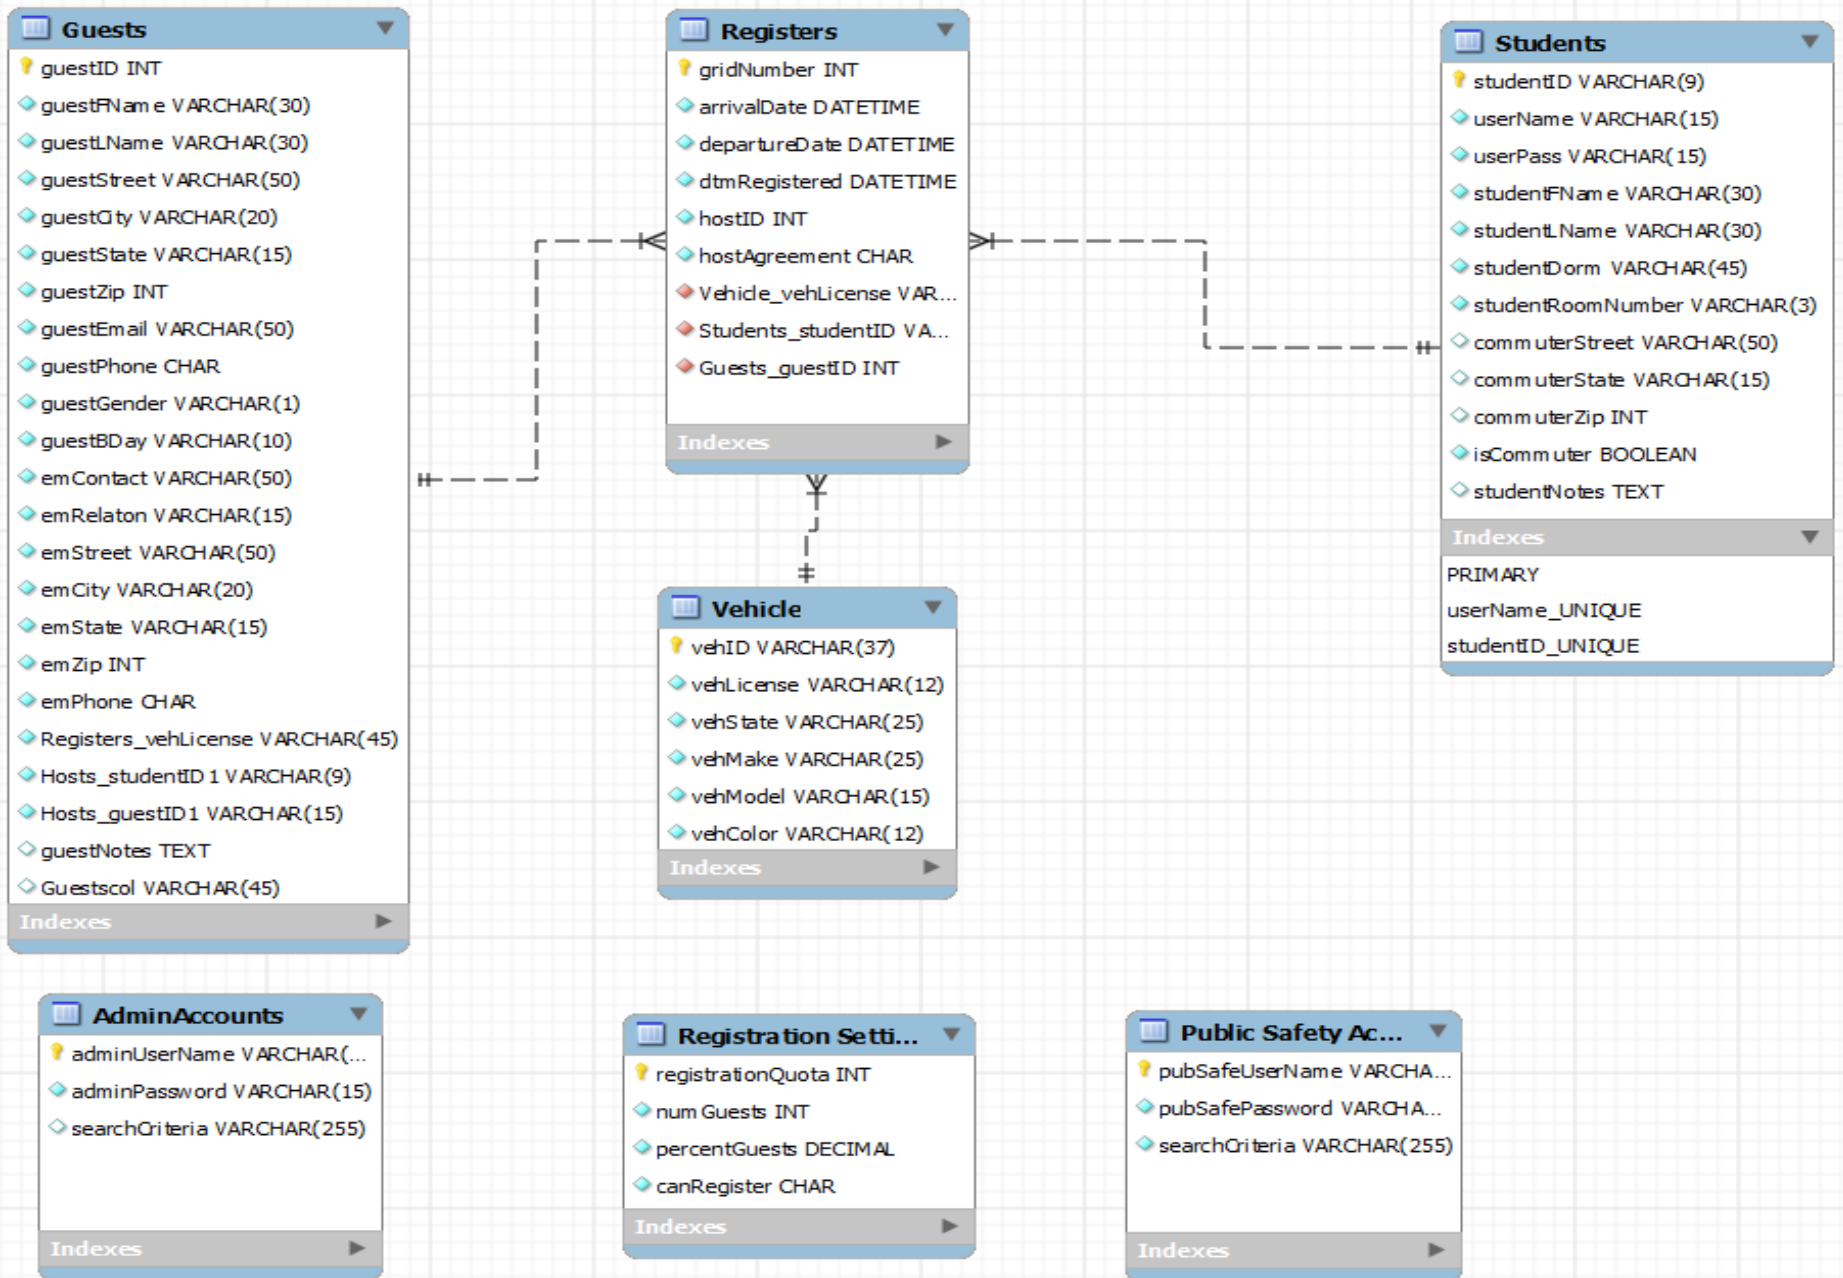 Guests
guestID INT
guestFName VARCHAR(30)
guestLName VARCHAR(30)
guestStreet VARCHAR(50)
guestCity VARCHAR(20)
guestState VARCHAR(15)
guestZip INT
guestEmail VARCHAR(50)
guestPhone CHAR
guestGender VARCHAR(1)
guestBDay VARCHAR(10)
emContact VARCHAR(50)
emRelaton VARCHAR(15)
emStreet VARCHAR(50)
emCity VARCHAR(20)
emState VARCHAR(15)
emZip INT
emPhone CHAR
Registers_vehLicense VARCHAR(45)
Hosts_studentID1 VARCHAR(9)
Hosts_guestID1 VARCHAR(15)
guestNotes TEXT
Guestscol VARCHAR(45)
Indexes
Registers
gridNumber INT
arrivalDate DATETIME
departureDate DATETIME
dtmRegistered DATETIME
hostID INT
hostAgreement CHAR
Vehicle_vehLicense VAR...
Students_studentID VA...
Guests_guestID INT
Indexes
Students
studentID VARCHAR(9)
userName VARCHAR(15)
userPass VARCHAR(15)
studentFName VARCHAR(30)
studentLName VARCHAR(30)
studentDorm VARCHAR(45)
studentRoomNumber VARCHAR(3)
commuterStreet VARCHAR(50)
commuterState VARCHAR(15)
commuterZip INT
isCommuter BOOLEAN
studentNotes TEXT
Indexes
PRIMARY
userName_UNIQUE
studentID_UNIQUE
Vehicle
vehID VARCHAR(37)
vehLicense VARCHAR(12)
vehState VARCHAR(25)
vehMake VARCHAR(25)
vehModel VARCHAR(15)
vehColor VARCHAR(12)
Indexes
AdminAccounts
adminUserName VARCHAR(...
adminPassword VARCHAR(15)
searchCriteria VARCHAR(255)
Indexes
Registration Setti...
registrationQuota INT
numGuests INT
percentGuests DECIMAL
canRegister CHAR
Indexes
Public Safety Ac...
pubSafeUserName VARCHA...
pubSafePassword VARCHA...
searchCriteria VARCHAR(255)
Indexes